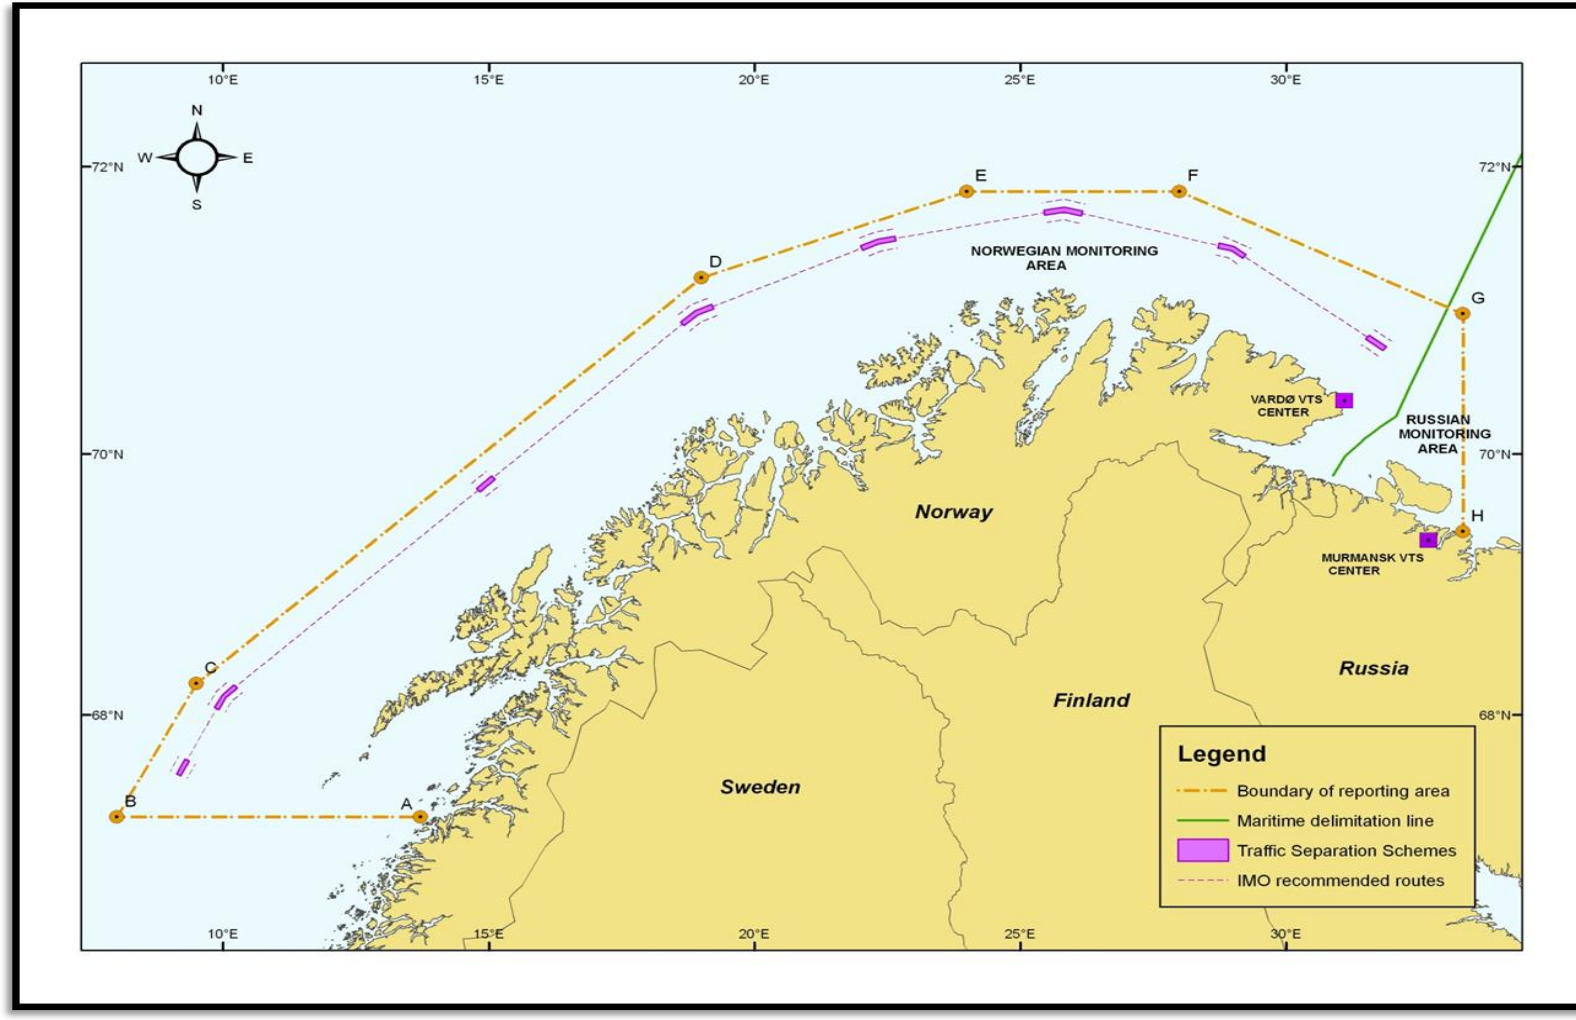 10°E
15°E
20°E
25°E
30°E
N
W
E
S
72°N
72°N
E
F
D
NORWEGIAN MONITORING
AREA
G
VARDØ VTS
CENTER
RUSSIAN
MONITORING
AREA
70°N
70°N
Norway
H
MURMANSK VTS
CENTER
C
Russia
Finland
68°N
68°N
Sweden
B
A
Legend
Boundary of reporting area
Maritime delimitation line
Traffic Separation Schemes
IMO recommended routes
10°E
15°E
20°E
25°E
30°E